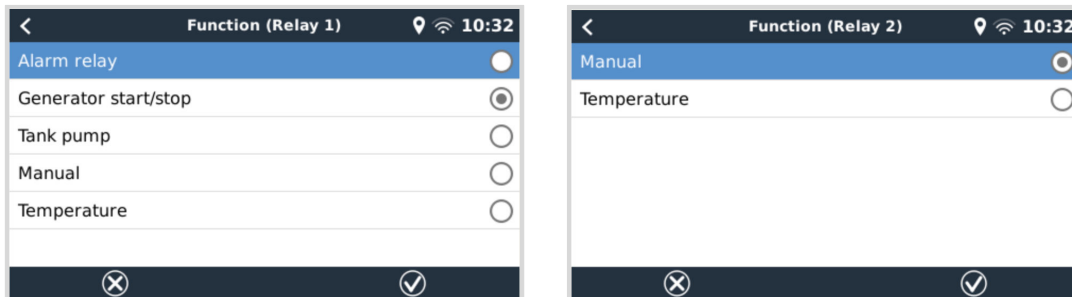 Function (Relay 1) 10:32
Alarm relay
Generator start/stop
Tank pump
Manual
Temperature
Function (Relay 2) 10:32
Manual
Temperature